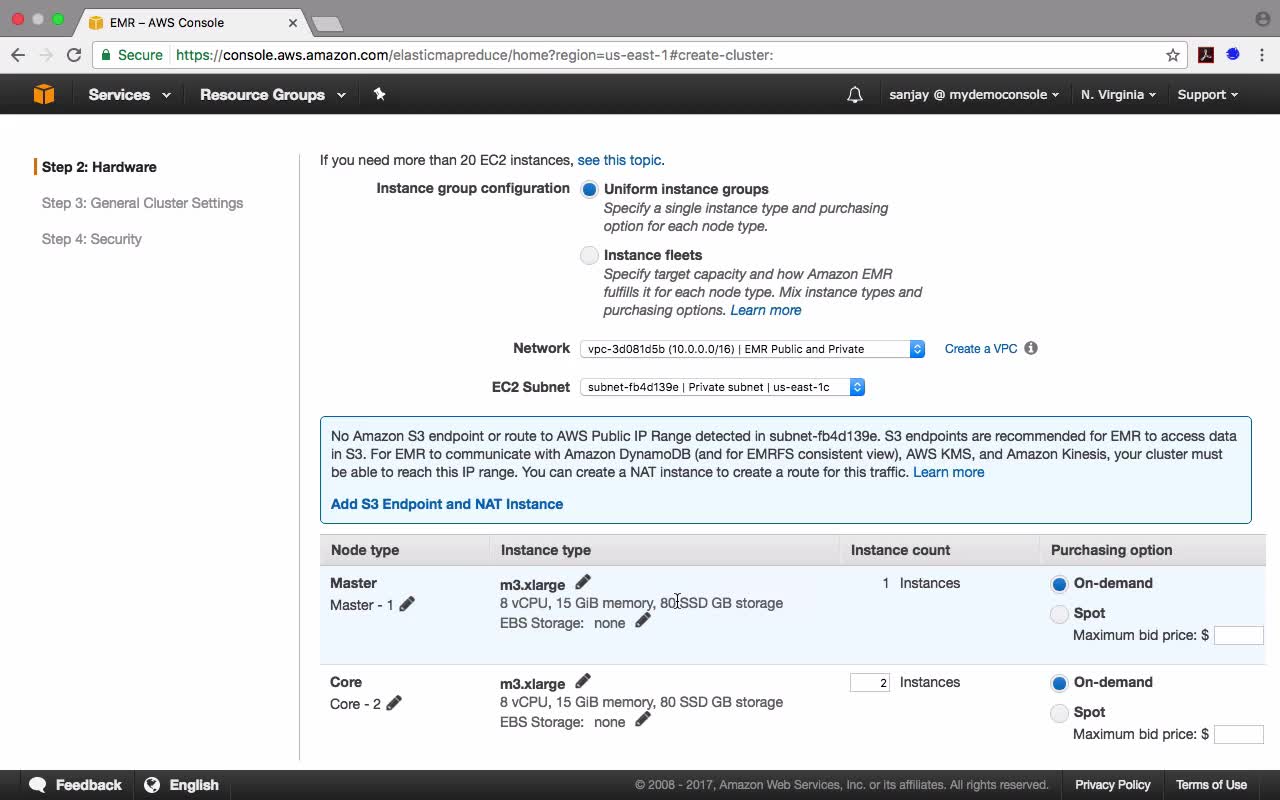 EMR – AWS Console
Secure https://console.aws.amazon.com/elasticmapreduce/home?region=us-east-1#create-cluster:
Services Resource Groups sanjay @ mydemoconsole N. Virginia Support
Step 2: Hardware
Step 3: General Cluster Settings
Step 4: Security
If you need more than 20 EC2 instances, see this topic.
Instance group configuration Uniform instance groups
Specify a single instance type and purchasing
option for each node type.
Instance fleets
Specify target capacity and how Amazon EMR
fulfills it for each node type. Mix instance types and
purchasing options. Learn more
Network vpc-3d081d5b (10.0.0.0/16) | EMR Public and Private Create a VPC
EC2 Subnet subnet-fb4d139e | Private subnet | us-east-1c
No Amazon S3 endpoint or route to AWS Public IP Range detected in subnet-fb4d139e. S3 endpoints are recommended for EMR to access data
in S3. For EMR to communicate with Amazon DynamoDB (and for EMRFS consistent view), AWS KMS, and Amazon Kinesis, your cluster must
be able to reach this IP range. You can create a NAT instance to create a route for this traffic. Learn more
Add S3 Endpoint and NAT Instance
Node type Instance type Instance count Purchasing option
Master m3.xlarge 1 Instances On-demand
Master - 1 8 vCPU, 15 GiB memory, 80 SSD GB storage Spot
EBS Storage: none Maximum bid price: $
Core m3.xlarge 2 Instances On-demand
Core - 2 8 vCPU, 15 GiB memory, 80 SSD GB storage Spot
EBS Storage: none Maximum bid price: $
Feedback English © 2008 - 2017, Amazon Web Services, Inc. or its affiliates. All rights reserved. Privacy Policy Terms of Use